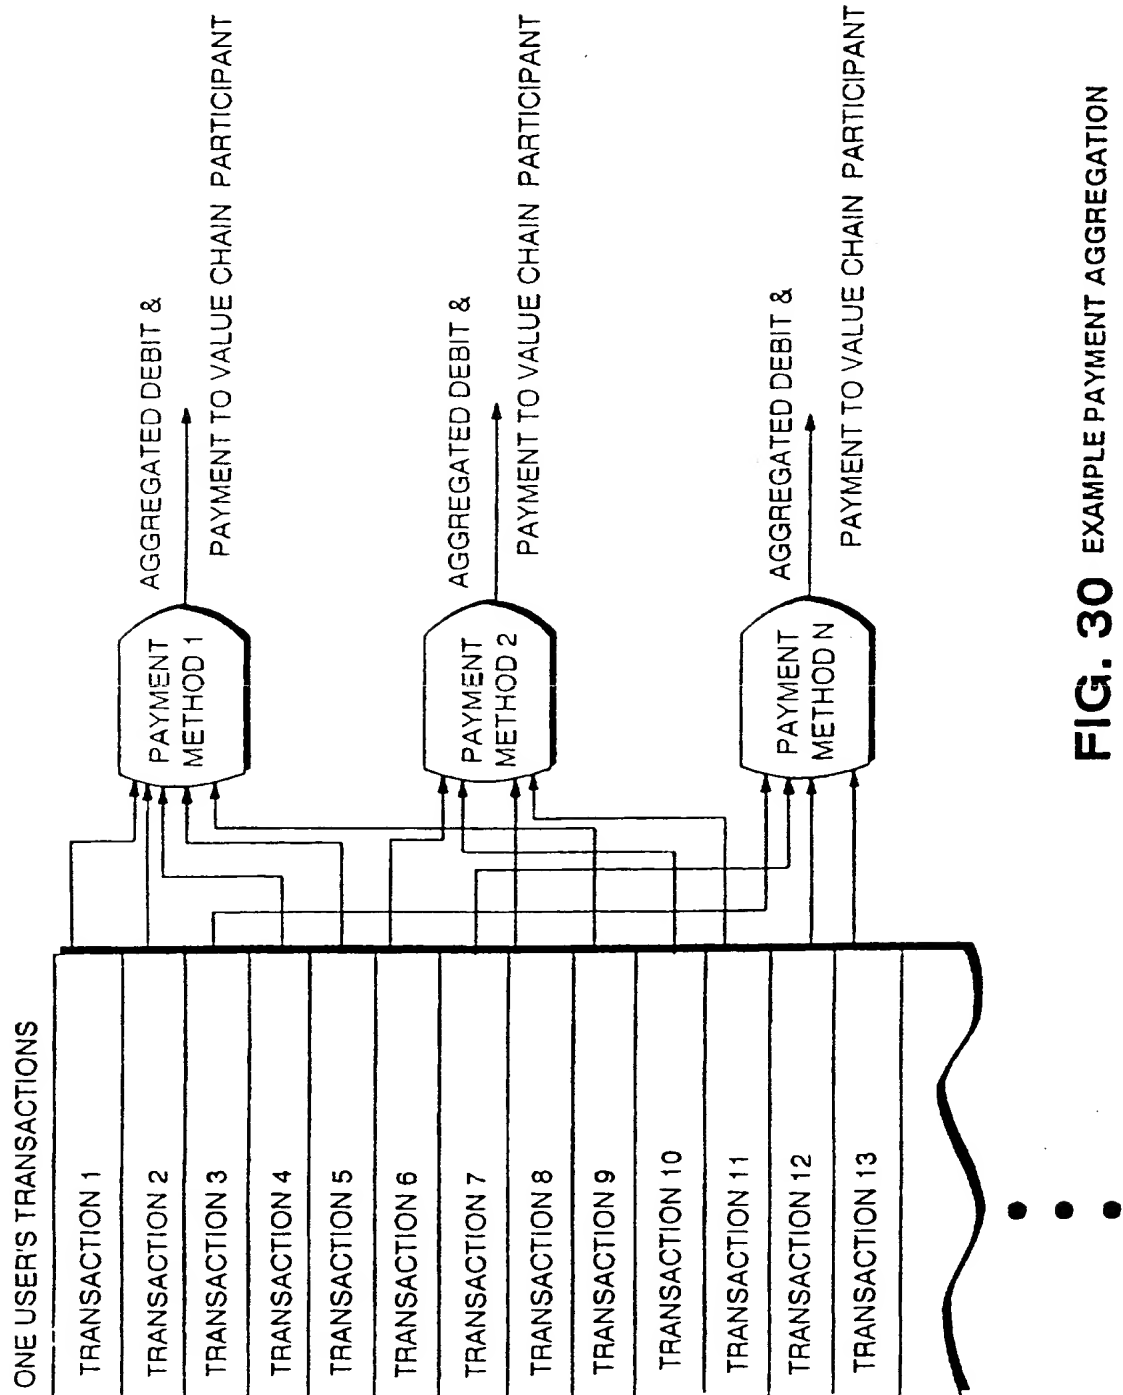 ONE USER'S TRANSACTIONS
TRANSACTION 1
TRANSACTION 2
TRANSACTION 3
TRANSACTION 4
TRANSACTION 5
TRANSACTION 6
TRANSACTION 7
TRANSACTION 8
TRANSACTION 9
TRANSACTION 10
TRANSACTION 11
TRANSACTION 12
TRANSACTION 13
PAYMENT
METHOD 1
AGGREGATED DEBIT &
PAYMENT TO VALUE CHAIN PARTICIPANT
PAYMENT
METHOD 2
AGGREGATED DEBIT &
PAYMENT TO VALUE CHAIN PARTICIPANT
PAYMENT
METHOD N
AGGREGATED DEBIT &
PAYMENT TO VALUE CHAIN PARTICIPANT
FIG. 30 EXAMPLE PAYMENT AGGREGATION